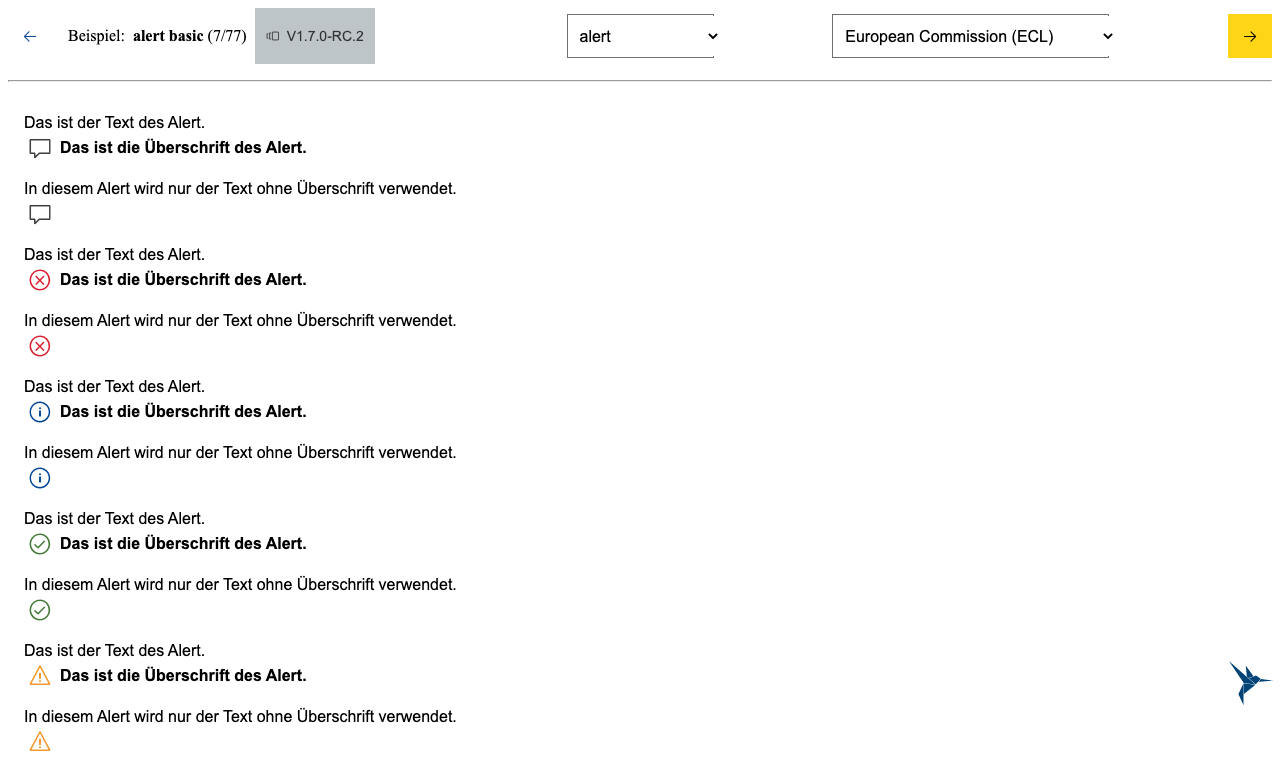 Beispiel: alert basic (7/77) V1.7.0-RC.2 alert European Commission (ECL)
Das ist der Text des Alert.
Das ist die Überschrift des Alert.
In diesem Alert wird nur der Text ohne Überschrift verwendet.
Das ist der Text des Alert.
Das ist die Überschrift des Alert.
In diesem Alert wird nur der Text ohne Überschrift verwendet.
Das ist der Text des Alert.
Das ist die Überschrift des Alert.
In diesem Alert wird nur der Text ohne Überschrift verwendet.
Das ist der Text des Alert.
Das ist die Überschrift des Alert.
In diesem Alert wird nur der Text ohne Überschrift verwendet.
Das ist der Text des Alert.
Das ist die Überschrift des Alert.
In diesem Alert wird nur der Text ohne Überschrift verwendet.